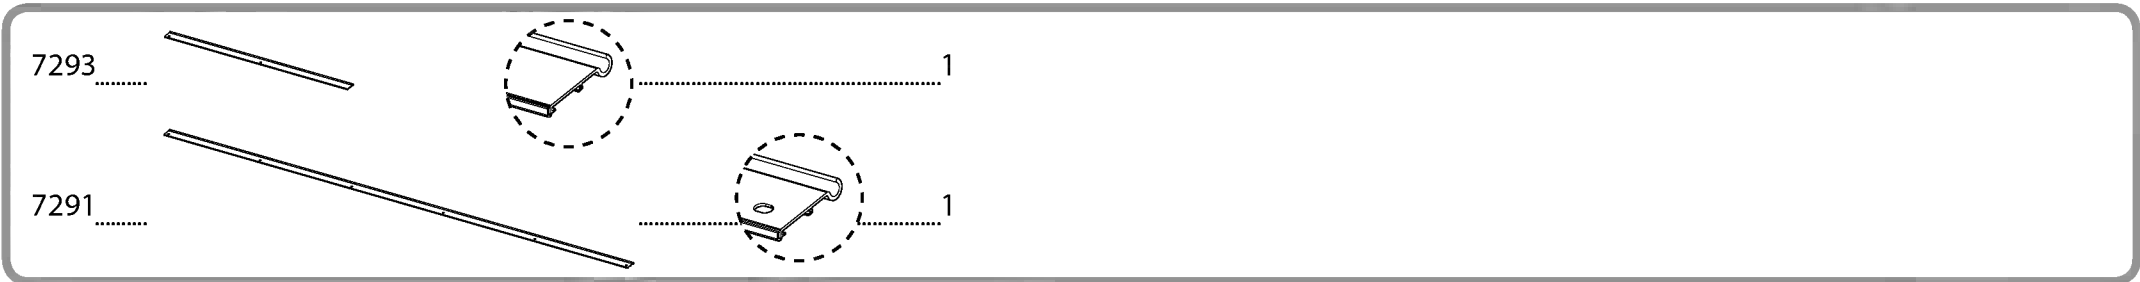 7293 ........ ........ 1
7291 ........ ........ 1